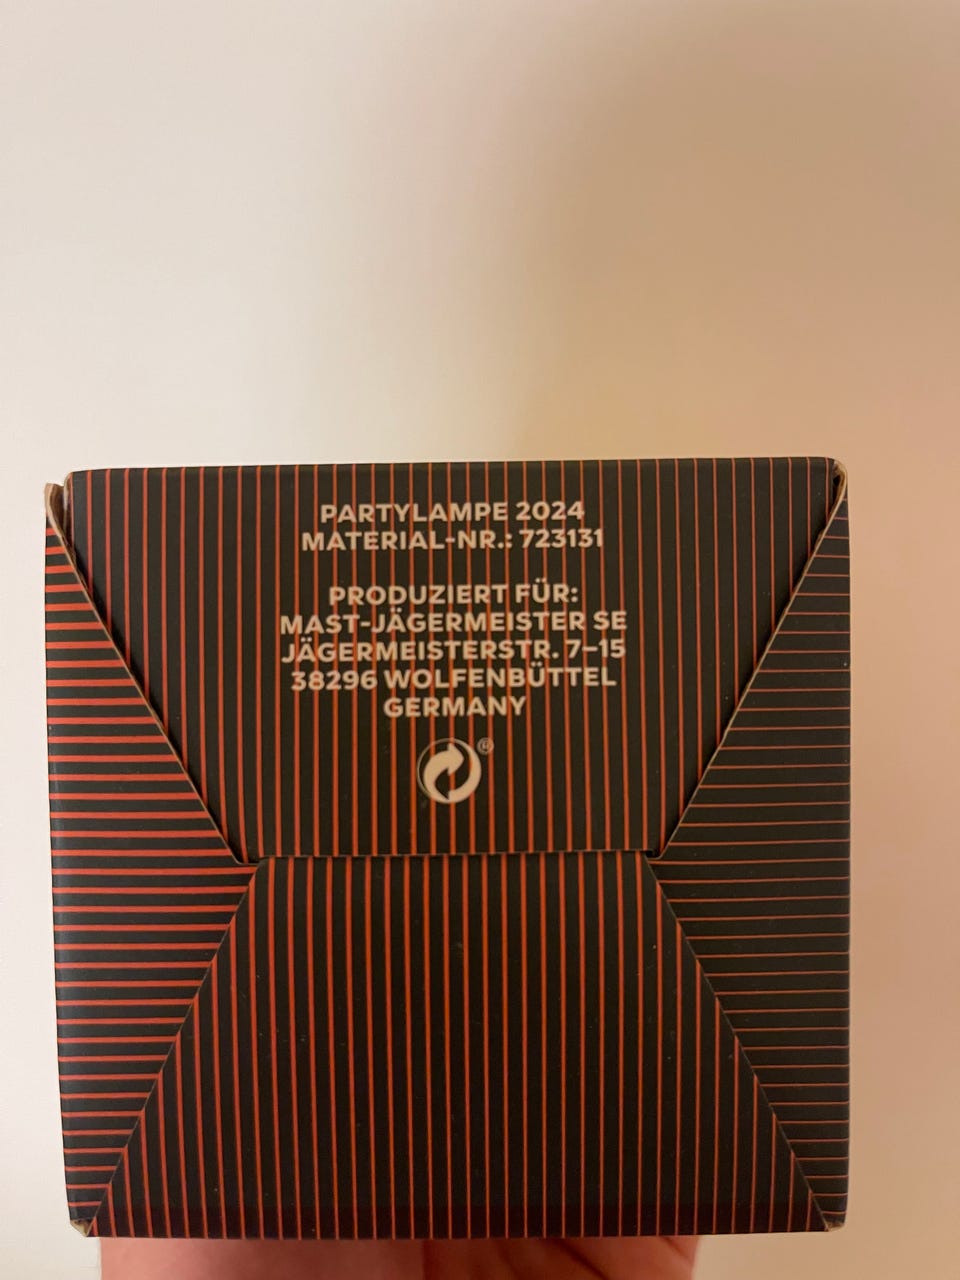 PARTYLAMPE 2024
MATERIAL-NR.: 723131
PRODUZIERT FÜR:
MAST-JÄGERMEISTER SE
JÄGERMEISTERSTR. 7–15
38296 WOLFENBÜTTEL
GERMANY
®